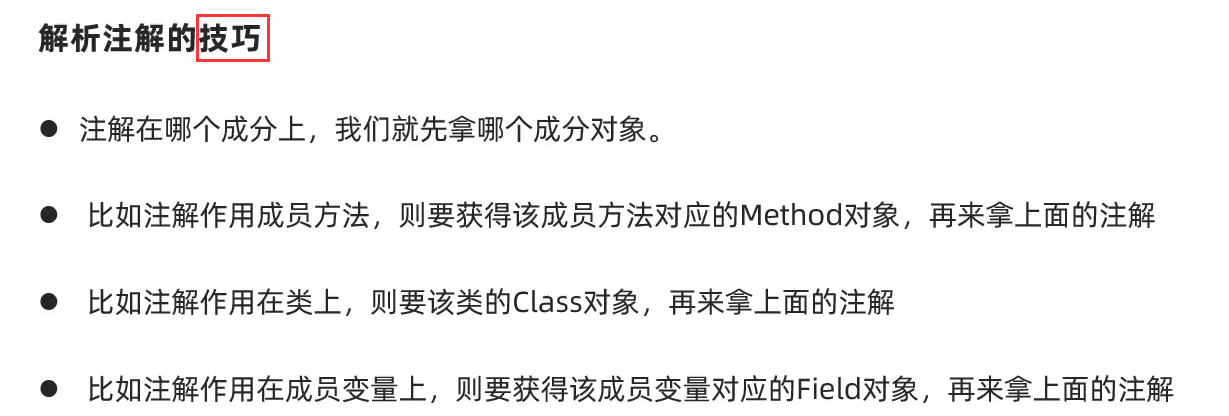 解析注解的技巧
● 注解在哪个成分上，我们就先拿哪个成分对象。
● 比如注解作用成员方法，则要获得该成员方法对应的Method对象，再来拿上面的注解
● 比如注解作用在类上，则要该类的Class对象，再来拿上面的注解
● 比如注解作用在成员变量上，则要获得该成员变量对应的Field对象，再来拿上面的注解